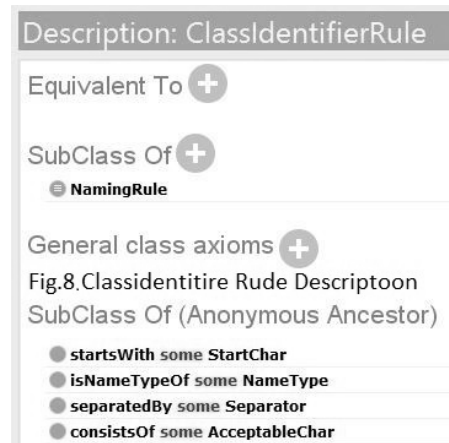 Description: ClassIdentifierRule
Equivalent To
SubClass Of
NamingRule
General class axioms
Fig.8.Classidentitire Rude Descriptoon
SubClass Of (Anonymous Ancestor)
startsWith some StartChar
isNameTypeOf some NameType
separatedBy some Separator
consistsOf some AcceptableChar